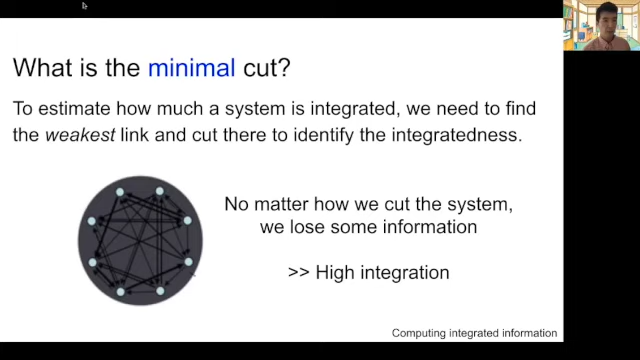 What is the minimal cut?
To estimate how much a system is integrated, we need to find
the weakest link and cut there to identify the integratedness.
No matter how we cut the system,
we lose some information
>> High integration
Computing integrated information